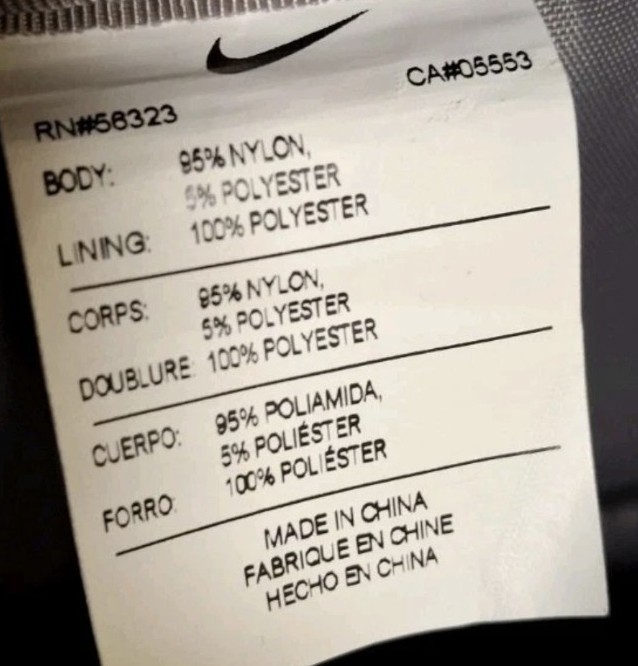 RN#56323 CA#05553
BODY: 95% NYLON,
5% POLYESTER
LINING: 100% POLYESTER
CORPS: 95% NYLON,
5% POLYESTER
DOUBLURE: 100% POLYESTER
CUERPO: 95% POLIAMIDA,
5% POLIÉSTER
FORRO: 100% POLIÉSTER
MADE IN CHINA
FABRIQUE EN CHINE
HECHO EN CHINA